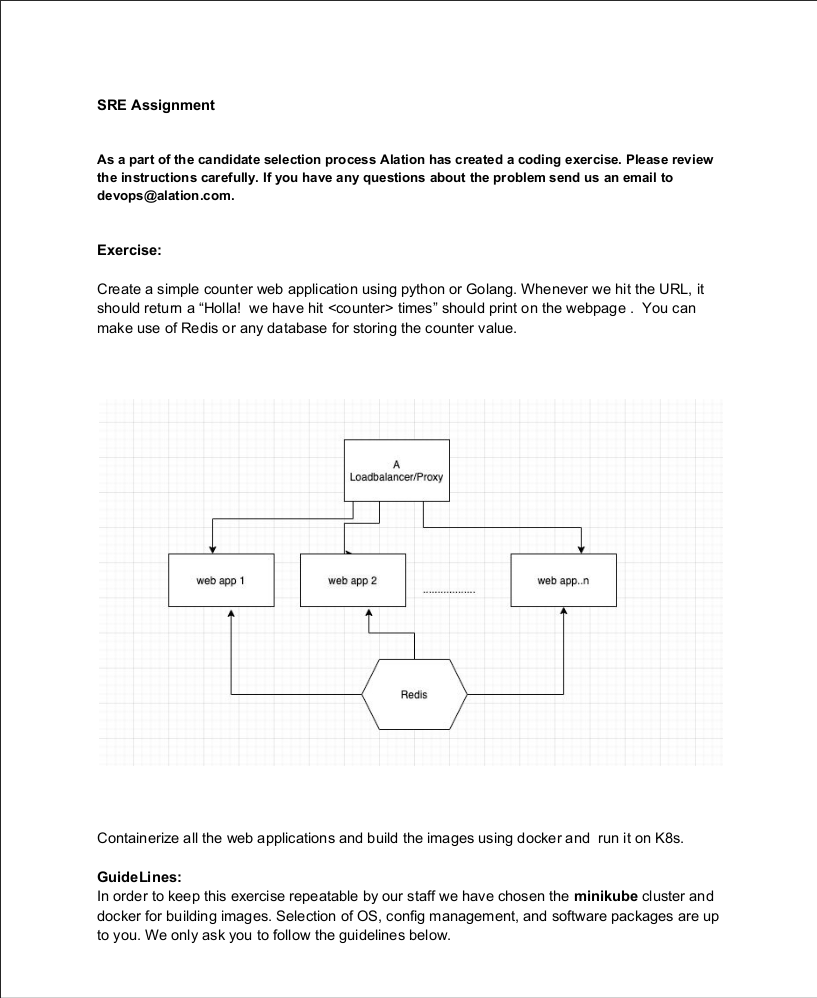 SRE Assignment
As a part of the candidate selection process Alation has created a coding exercise. Please review
the instructions carefully. If you have any questions about the problem send us an email to
devops@alation.com.
Exercise:
Create a simple counter web application using python or Golang. Whenever we hit the URL, it
should return a “Holla!  we have hit <counter> times” should print on the webpage .  You can
make use of Redis or any database for storing the counter value.
A
Loadbalancer/Proxy
web app 1
web app 2
..................
web app..n
Redis
Containerize all the web applications and build the images using docker and  run it on K8s.
GuideLines:
In order to keep this exercise repeatable by our staff we have chosen the minikube cluster and
docker for building images. Selection of OS, config management, and software packages are up
to you. We only ask you to follow the guidelines below.